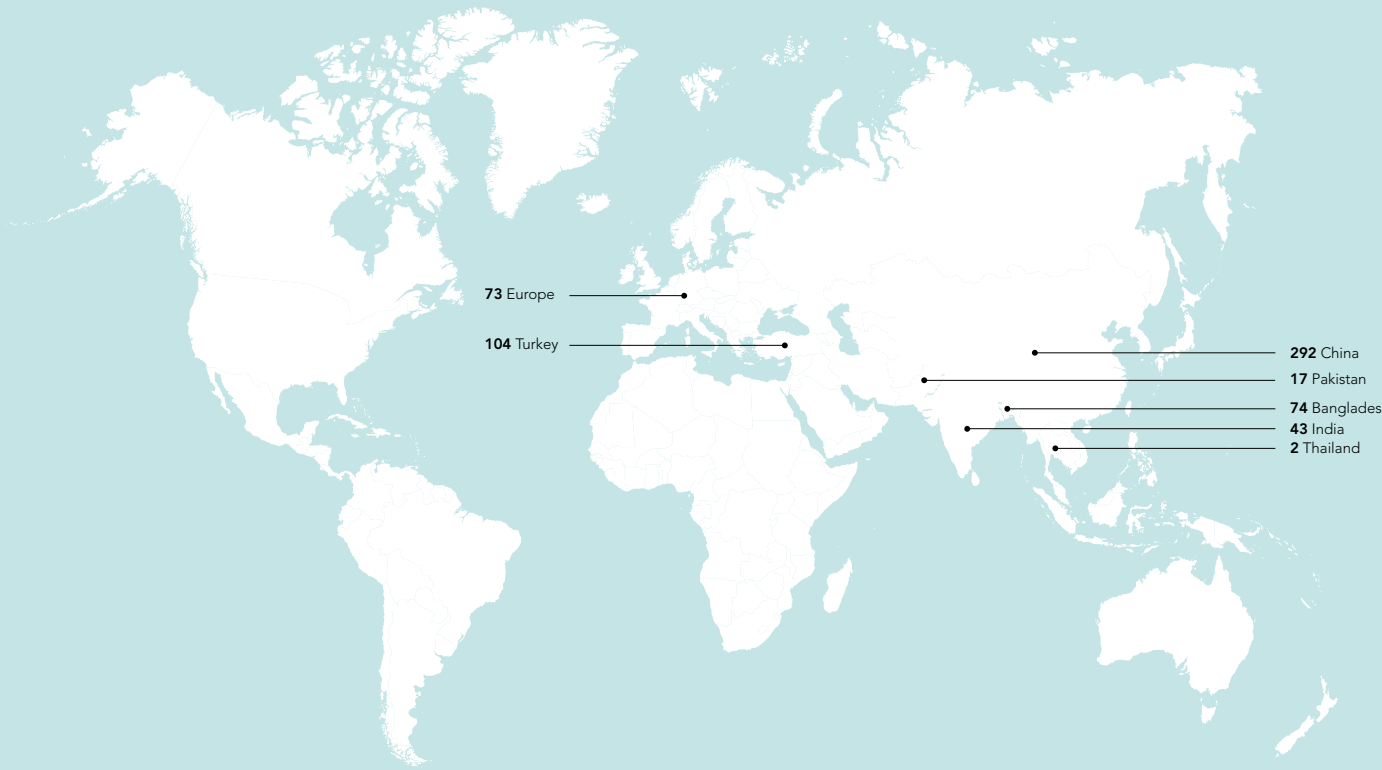 73 Europe
104 Turkey
292 China
17 Pakistan
74 Banglades
43 India
2 Thailand